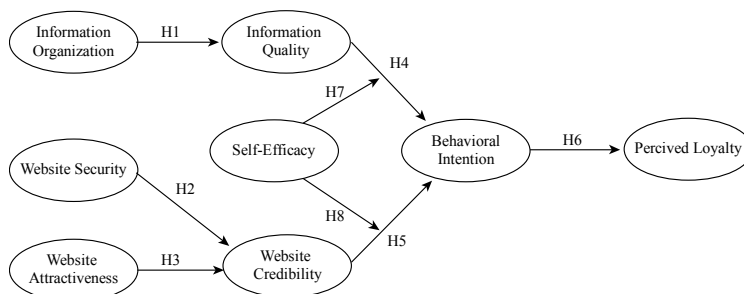 Information
Organization
H1
Information
Quality
H4
H7
Self-Efficacy
Behavioral
Intention
H6
Percived Loyalty
Website Security
H2
H8
H5
Website
Attractiveness
H3
Website
Credibility